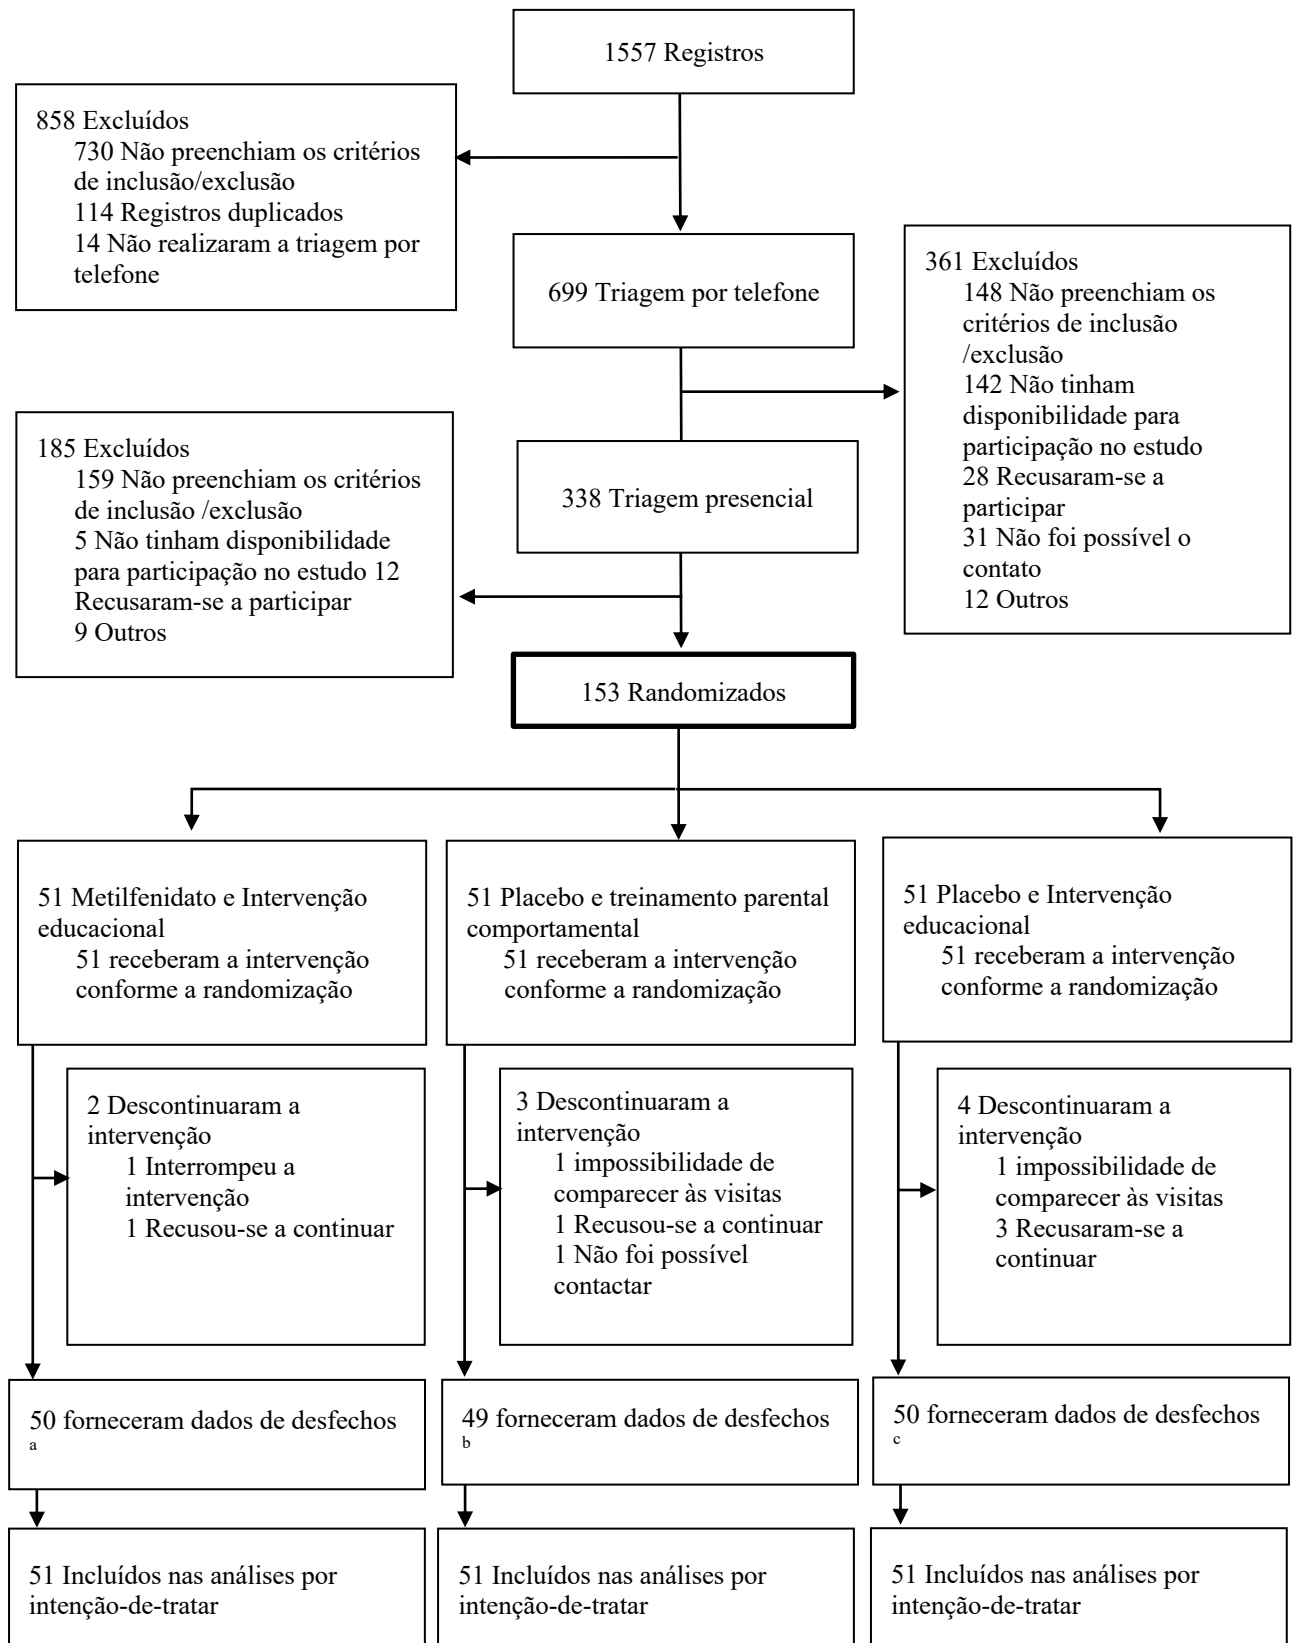 1557 Registros
858 Excluídos
730 Não preenchiam os critérios
de inclusão/exclusão
114 Registros duplicados
14 Não realizaram a triagem por
telefone
699 Triagem por telefone
361 Excluídos
148 Não preenchiam os
critérios de inclusão
/exclusão
142 Não tinham
disponibilidade para
participação no estudo
28 Recusaram-se a
participar
31 Não foi possível o
contato
12 Outros
338 Triagem presencial
185 Excluídos
159 Não preenchiam os critérios
de inclusão /exclusão
5 Não tinham disponibilidade
para participação no estudo 12
Recusaram-se a participar
9 Outros
153 Randomizados
51 Metilfenidato e Intervenção
educacional
51 receberam a intervenção
conforme a randomização
51 Placebo e treinamento parental
comportamental
51 receberam a intervenção
conforme a randomização
51 Placebo e Intervenção
educacional
51 receberam a intervenção
conforme a randomização
2 Descontinuaram a
intervenção
1 Interrompeu a
intervenção
1 Recusou-se a continuar
3 Descontinuaram a
intervenção
1 impossibilidade de
comparecer às visitas
1 Recusou-se a continuar
1 Não foi possível
contactar
4 Descontinuaram a
intervenção
1 impossibilidade de
comparecer às visitas
3 Recusaram-se a
continuar
50 forneceram dados de desfechos
a
49 forneceram dados de desfechos
b
50 forneceram dados de desfechos
c
51 Incluídos nas análises por
intenção-de-tratar
51 Incluídos nas análises por
intenção-de-tratar
51 Incluídos nas análises por
intenção-de-tratar